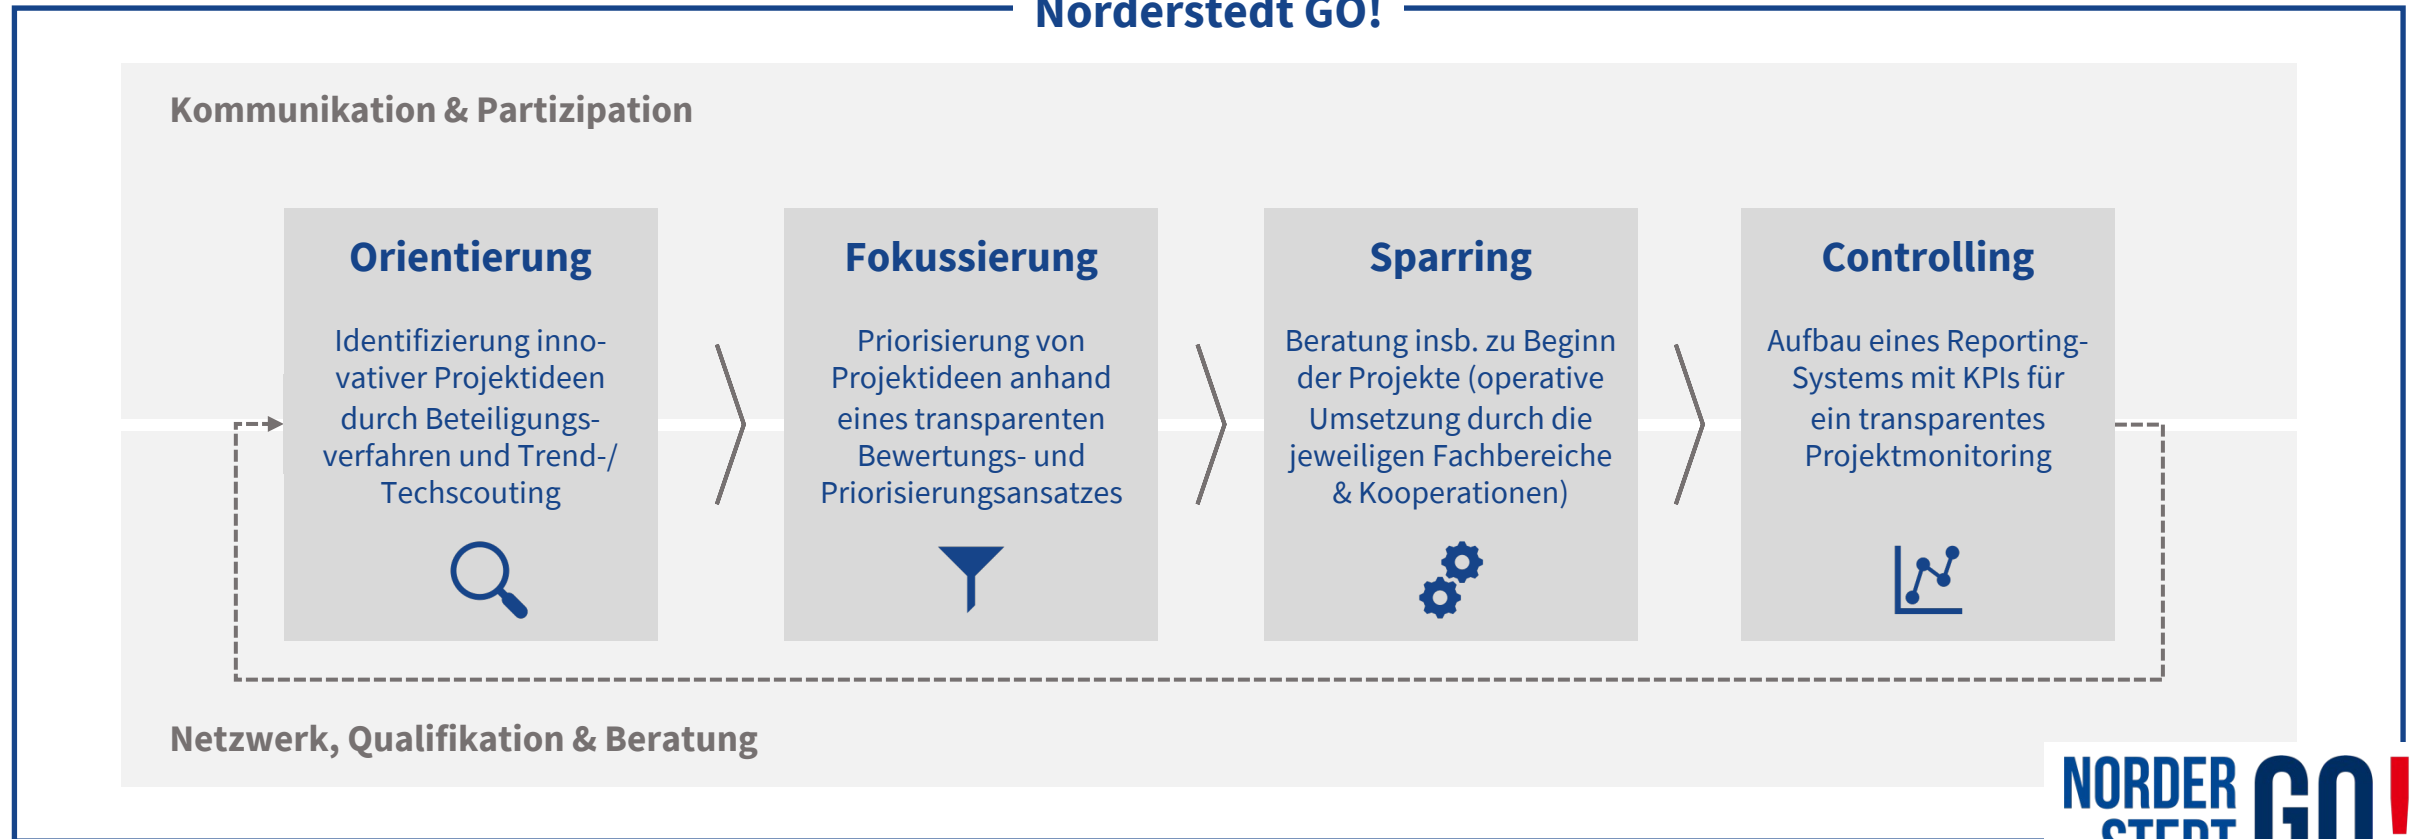 Norderstedt GO!
Kommunikation & Partizipation
Orientierung
Identifizierung inno-
vativer Projektideen
durch Beteiligungs-
verfahren und Trend-/
Techscouting
Fokussierung
Priorisierung von
Projektideen anhand
eines transparenten
Bewertungs- und
Priorisierungsansatzes
Sparring
Beratung insb. zu Beginn
der Projekte (operative
Umsetzung durch die
jeweiligen Fachbereiche
& Kooperationen)
Controlling
Aufbau eines Reporting-
Systems mit KPIs für
ein transparentes
Projektmonitoring
Netzwerk, Qualifikation & Beratung
NORDER
STEDT
GO!